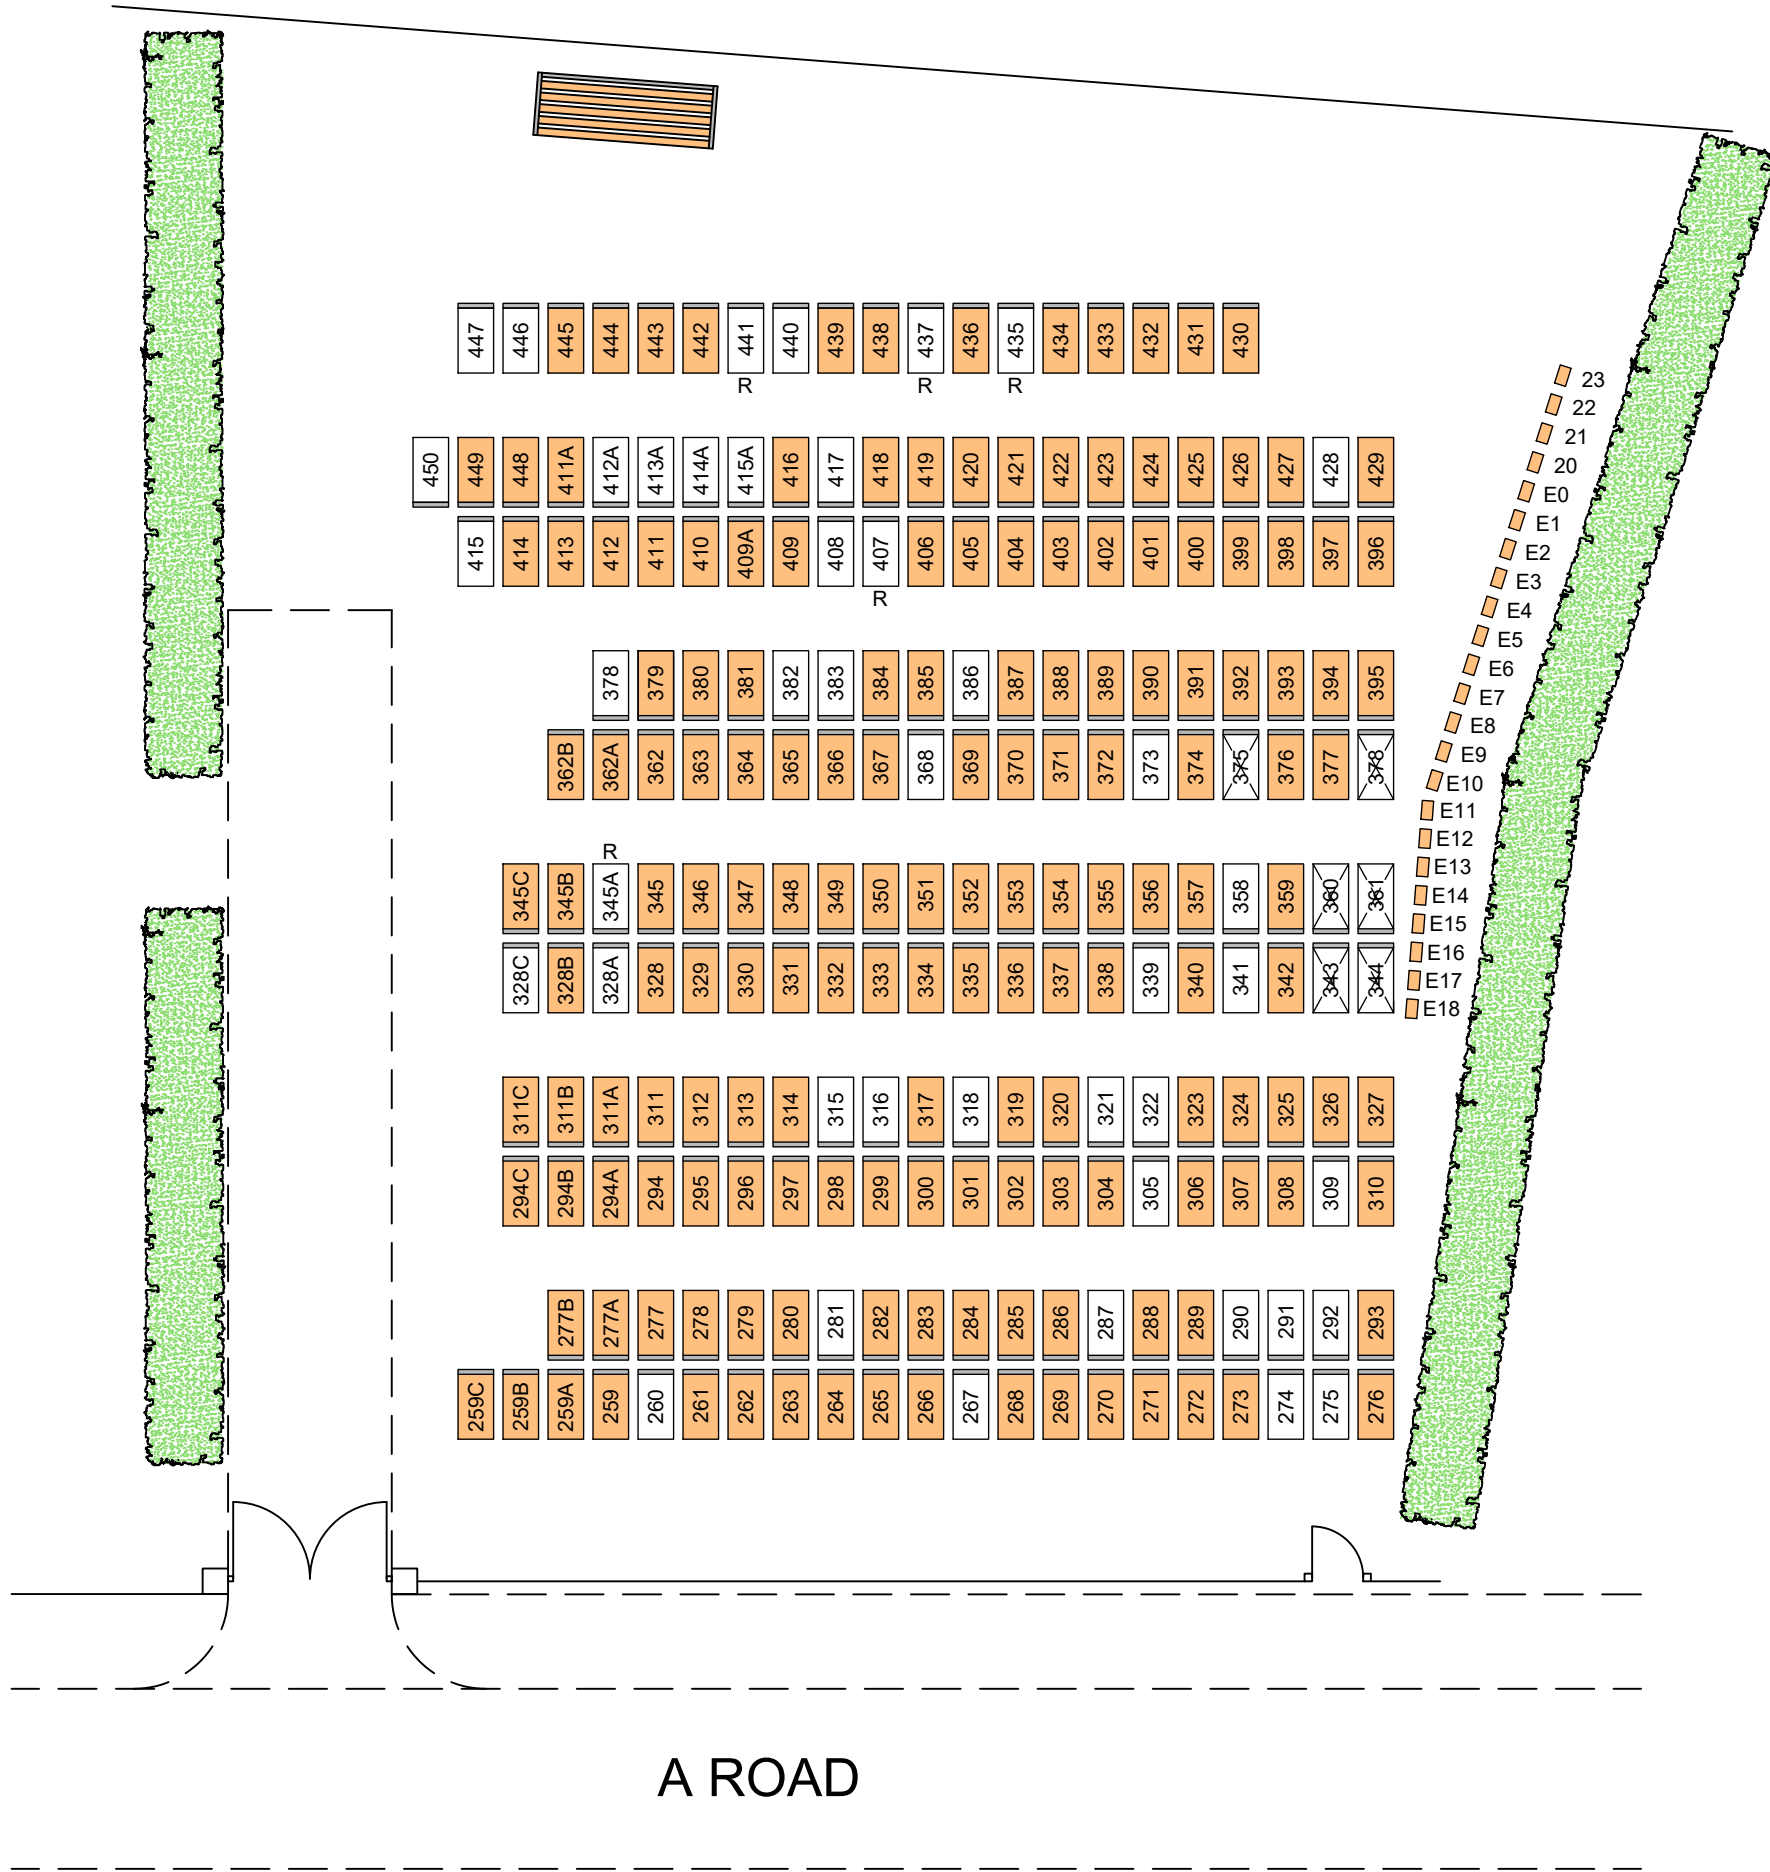 447 446 445 444 443 442 441 440 439 438 437 436 435 434 433 432 431 430
R R R
23
22
21
20
E0
E1
E2
E3
E4
E5
E6
E7
E8
E9
E10
E11
E12
E13
E14
E15
E16
E17
E18
450 449 448 411A 412A 413A 414A 415A 416 417 418 419 420 421 422 423 424 425 426 427 428 429
415 414 413 412 411 410 409A 409 408 407 406 405 404 403 402 401 400 399 398 397 396
R
378 379 380 381 382 383 384 385 386 387 388 389 390 391 392 393 394 395
362B 362A 362 363 364 365 366 367 368 369 370 371 372 373 374 375 376 377 378
R
345C 345B 345A 345 346 347 348 349 350 351 352 353 354 355 356 357 358 359 360 361
328C 328B 328A 328 329 330 331 332 333 334 335 336 337 338 339 340 341 342 343 344
311C 311B 311A 311 312 313 314 315 316 317 318 319 320 321 322 323 324 325 326 327
294C 294B 294A 294 295 296 297 298 299 300 301 302 303 304 305 306 307 308 309 310
277B 277A 277 278 279 280 281 282 283 284 285 286 287 288 289 290 291 292 293
259C 259B 259A 259 260 261 262 263 264 265 266 267 268 269 270 271 272 273 274 275 276
A ROAD